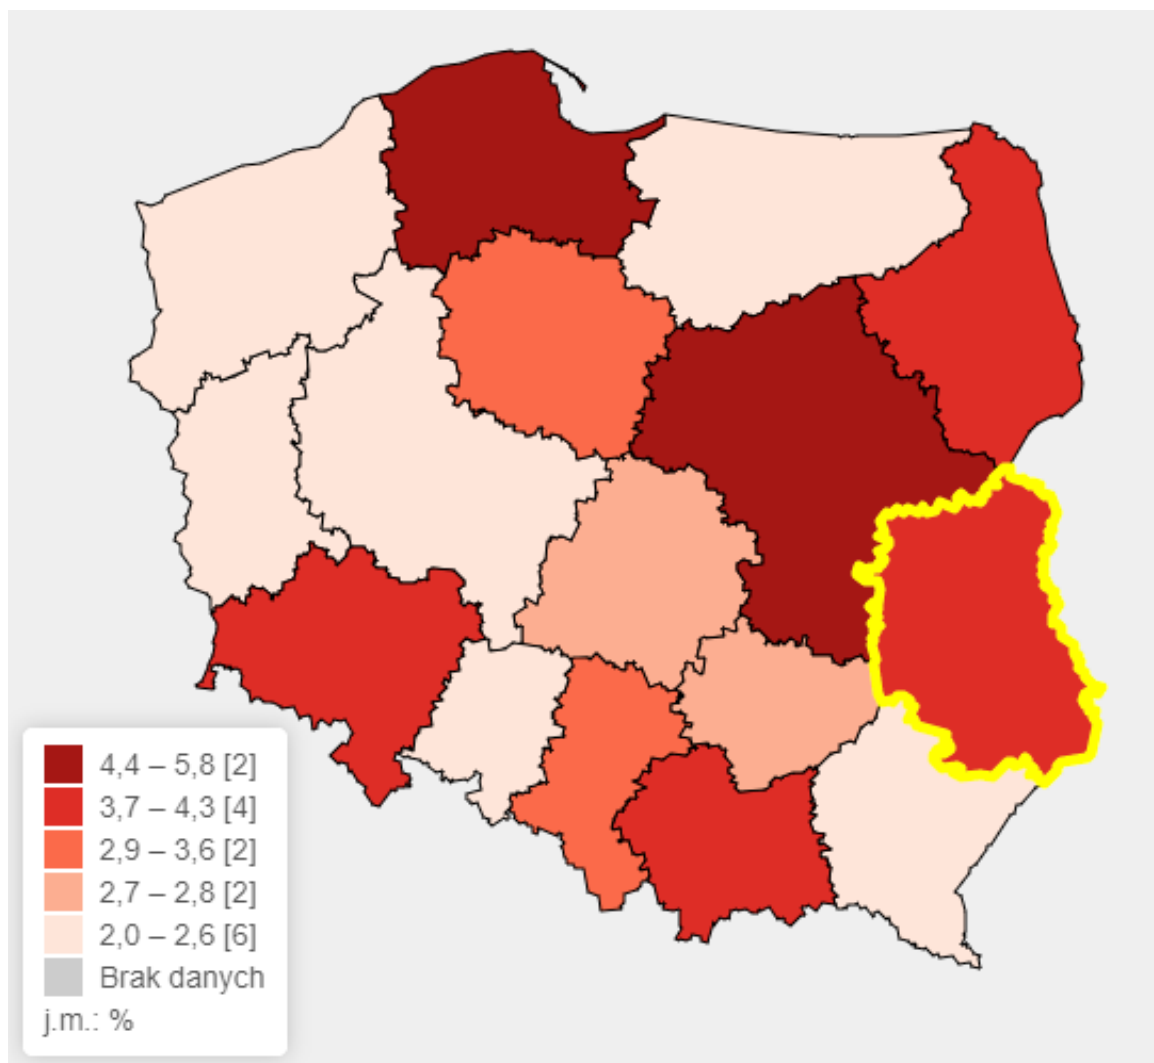 4,4 – 5,8 [2]
3,7 – 4,3 [4]
2,9 – 3,6 [2]
2,7 – 2,8 [2]
2,0 – 2,6 [6]
Brak danych
j.m.: %